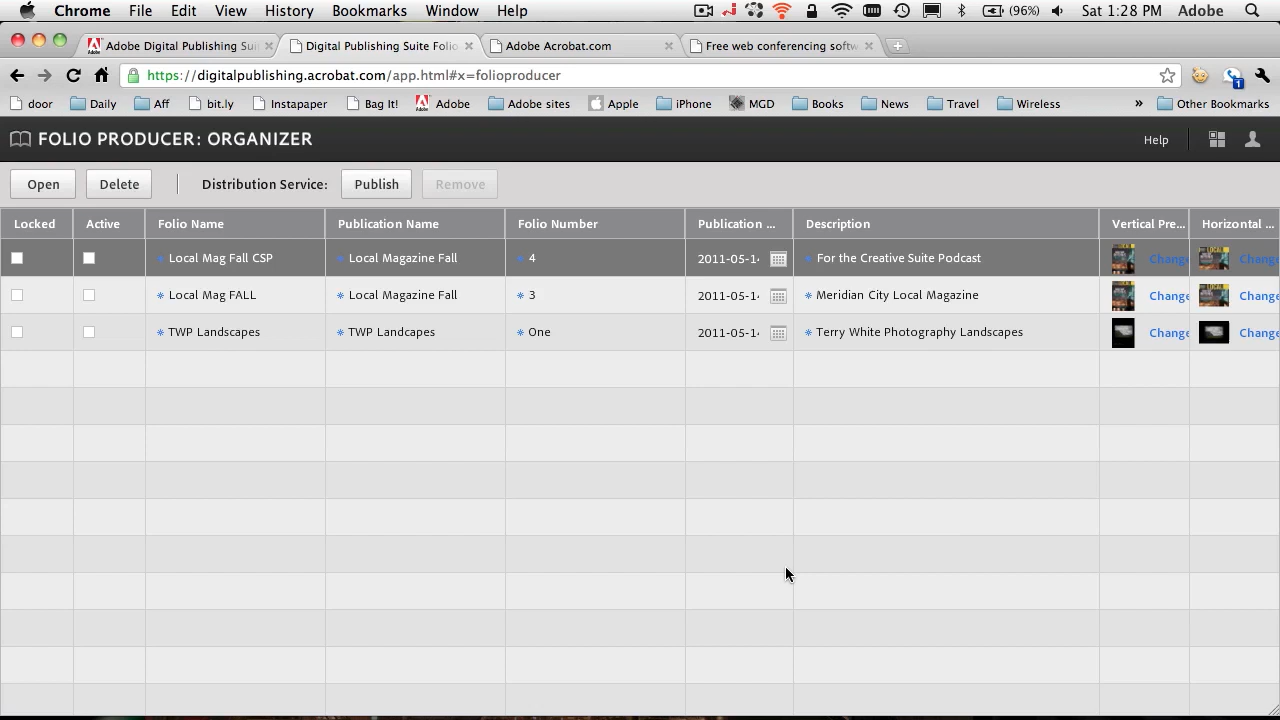 Chrome File Edit View History Bookmarks Window Help (96%) Sat 1:28 PM Adobe
Adobe Digital Publishing Sui Digital Publishing Suite Folio Adobe Acrobat.com Free web conferencing softw
https://digitalpublishing.acrobat.com/app.html#x=folioproducer 1
door Daily Aff bit.ly Instapaper Bag It! Adobe Adobe sites Apple iPhone MGD Books News Travel Wireless » Other Bookmarks
FOLIO PRODUCER: ORGANIZER Help
Open Delete Distribution Service: Publish Remove
Locked Active Folio Name Publication Name Folio Number Publication ... Description Vertical Pre... Horizontal ...
* Local Mag Fall CSP * Local Magazine Fall * 4 2011-05-14 * For the Creative Suite Podcast Change Change
* Local Mag FALL * Local Magazine Fall * 3 2011-05-14 * Meridian City Local Magazine Change Change
* TWP Landscapes * TWP Landcapes * One 2011-05-14 * Terry White Photography Landscapes Change Change